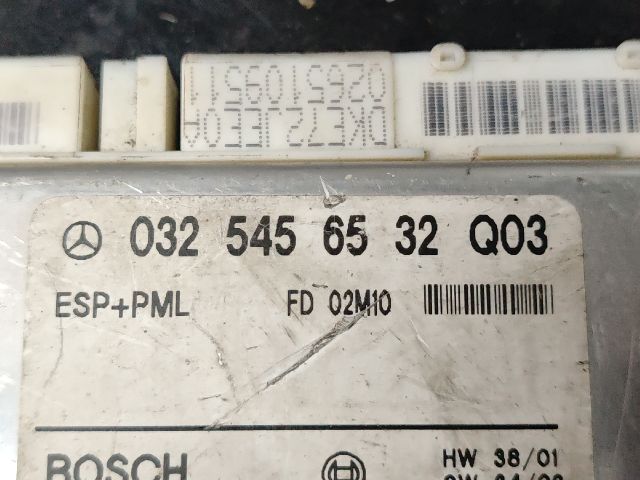 0265109511
032 545 65 32 Q03
ESP+PML FD 02M10
BOSCH HW 38/01